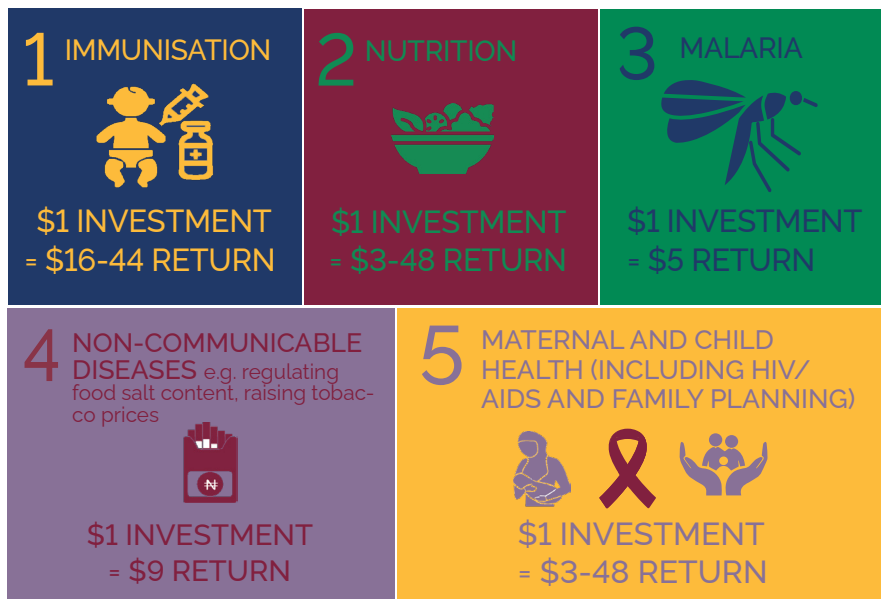 1 IMMUNISATION
$1 INVESTMENT
= $16-44 RETURN
2 NUTRITION
$1 INVESTMENT
= $3-48 RETURN
3 MALARIA
$1 INVESTMENT
= $5 RETURN
4 NON-COMMUNICABLE
DISEASES e.g. regulating
food salt content, raising tobac-
co prices
₦
$1 INVESTMENT
= $9 RETURN
5 MATERNAL AND CHILD
HEALTH (INCLUDING HIV/
AIDS AND FAMILY PLANNING)
$1 INVESTMENT
= $3-48 RETURN